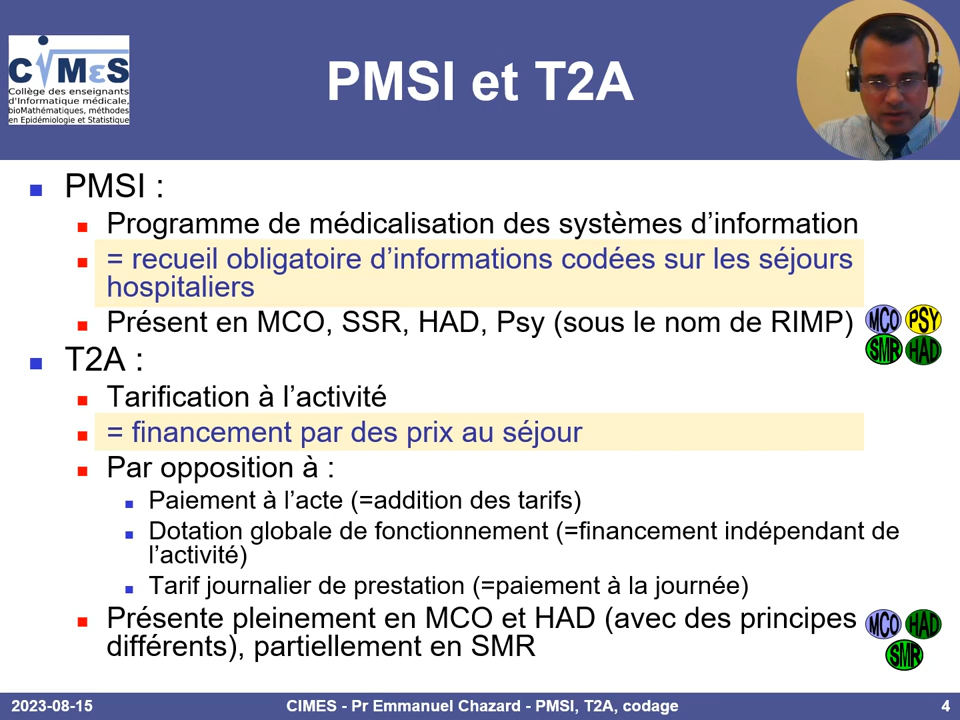 CIMεS
Collège des enseignants
d'Informatique médicale,
bioMathématiques, méthodes
en Epidémiologie et Statistique
PMSI et T2A
PMSI :
Programme de médicalisation des systèmes d’information
= recueil obligatoire d’informations codées sur les séjours
hospitaliers
Présent en MCO, SSR, HAD, Psy (sous le nom de RIMP)
MCO PSY
SMR HAD
T2A :
Tarification à l’activité
= financement par des prix au séjour
Par opposition à :
Paiement à l’acte (=addition des tarifs)
Dotation globale de fonctionnement (=financement indépendant de
l’activité)
Tarif journalier de prestation (=paiement à la journée)
Présente pleinement en MCO et HAD (avec des principes
différents), partiellement en SMR
MCO HAD
SMR
2023-08-15 CIMES - Pr Emmanuel Chazard - PMSI, T2A, codage 4